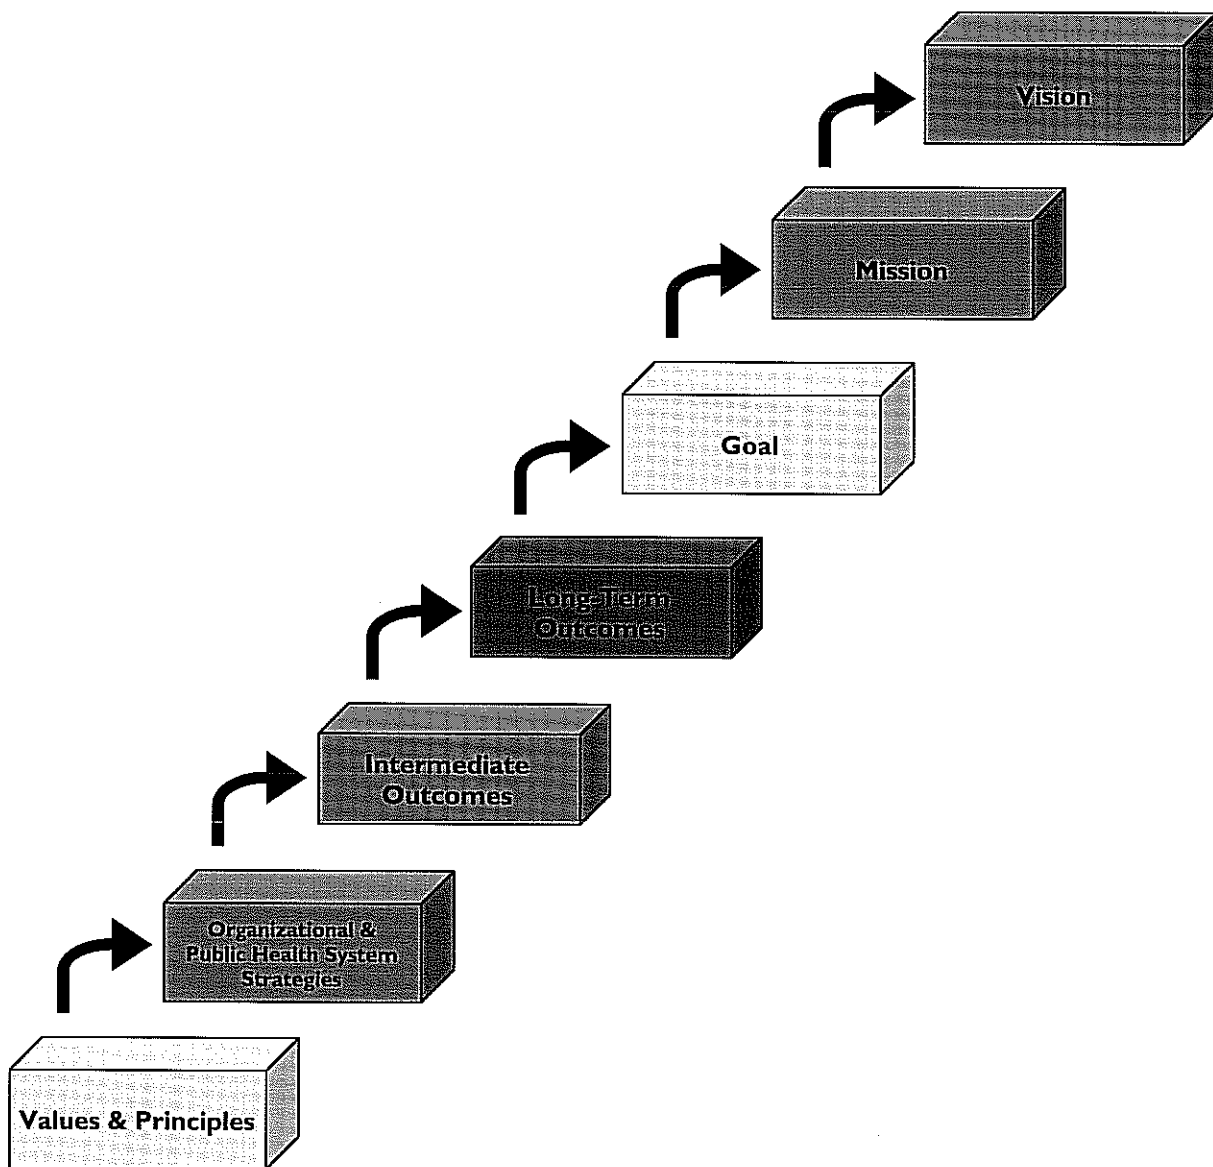 Vision
Mission
Goal
Long-Term
Outcomes
Intermediate
Outcomes
Organizational &
Public Health System
Strategies
Values & Principles